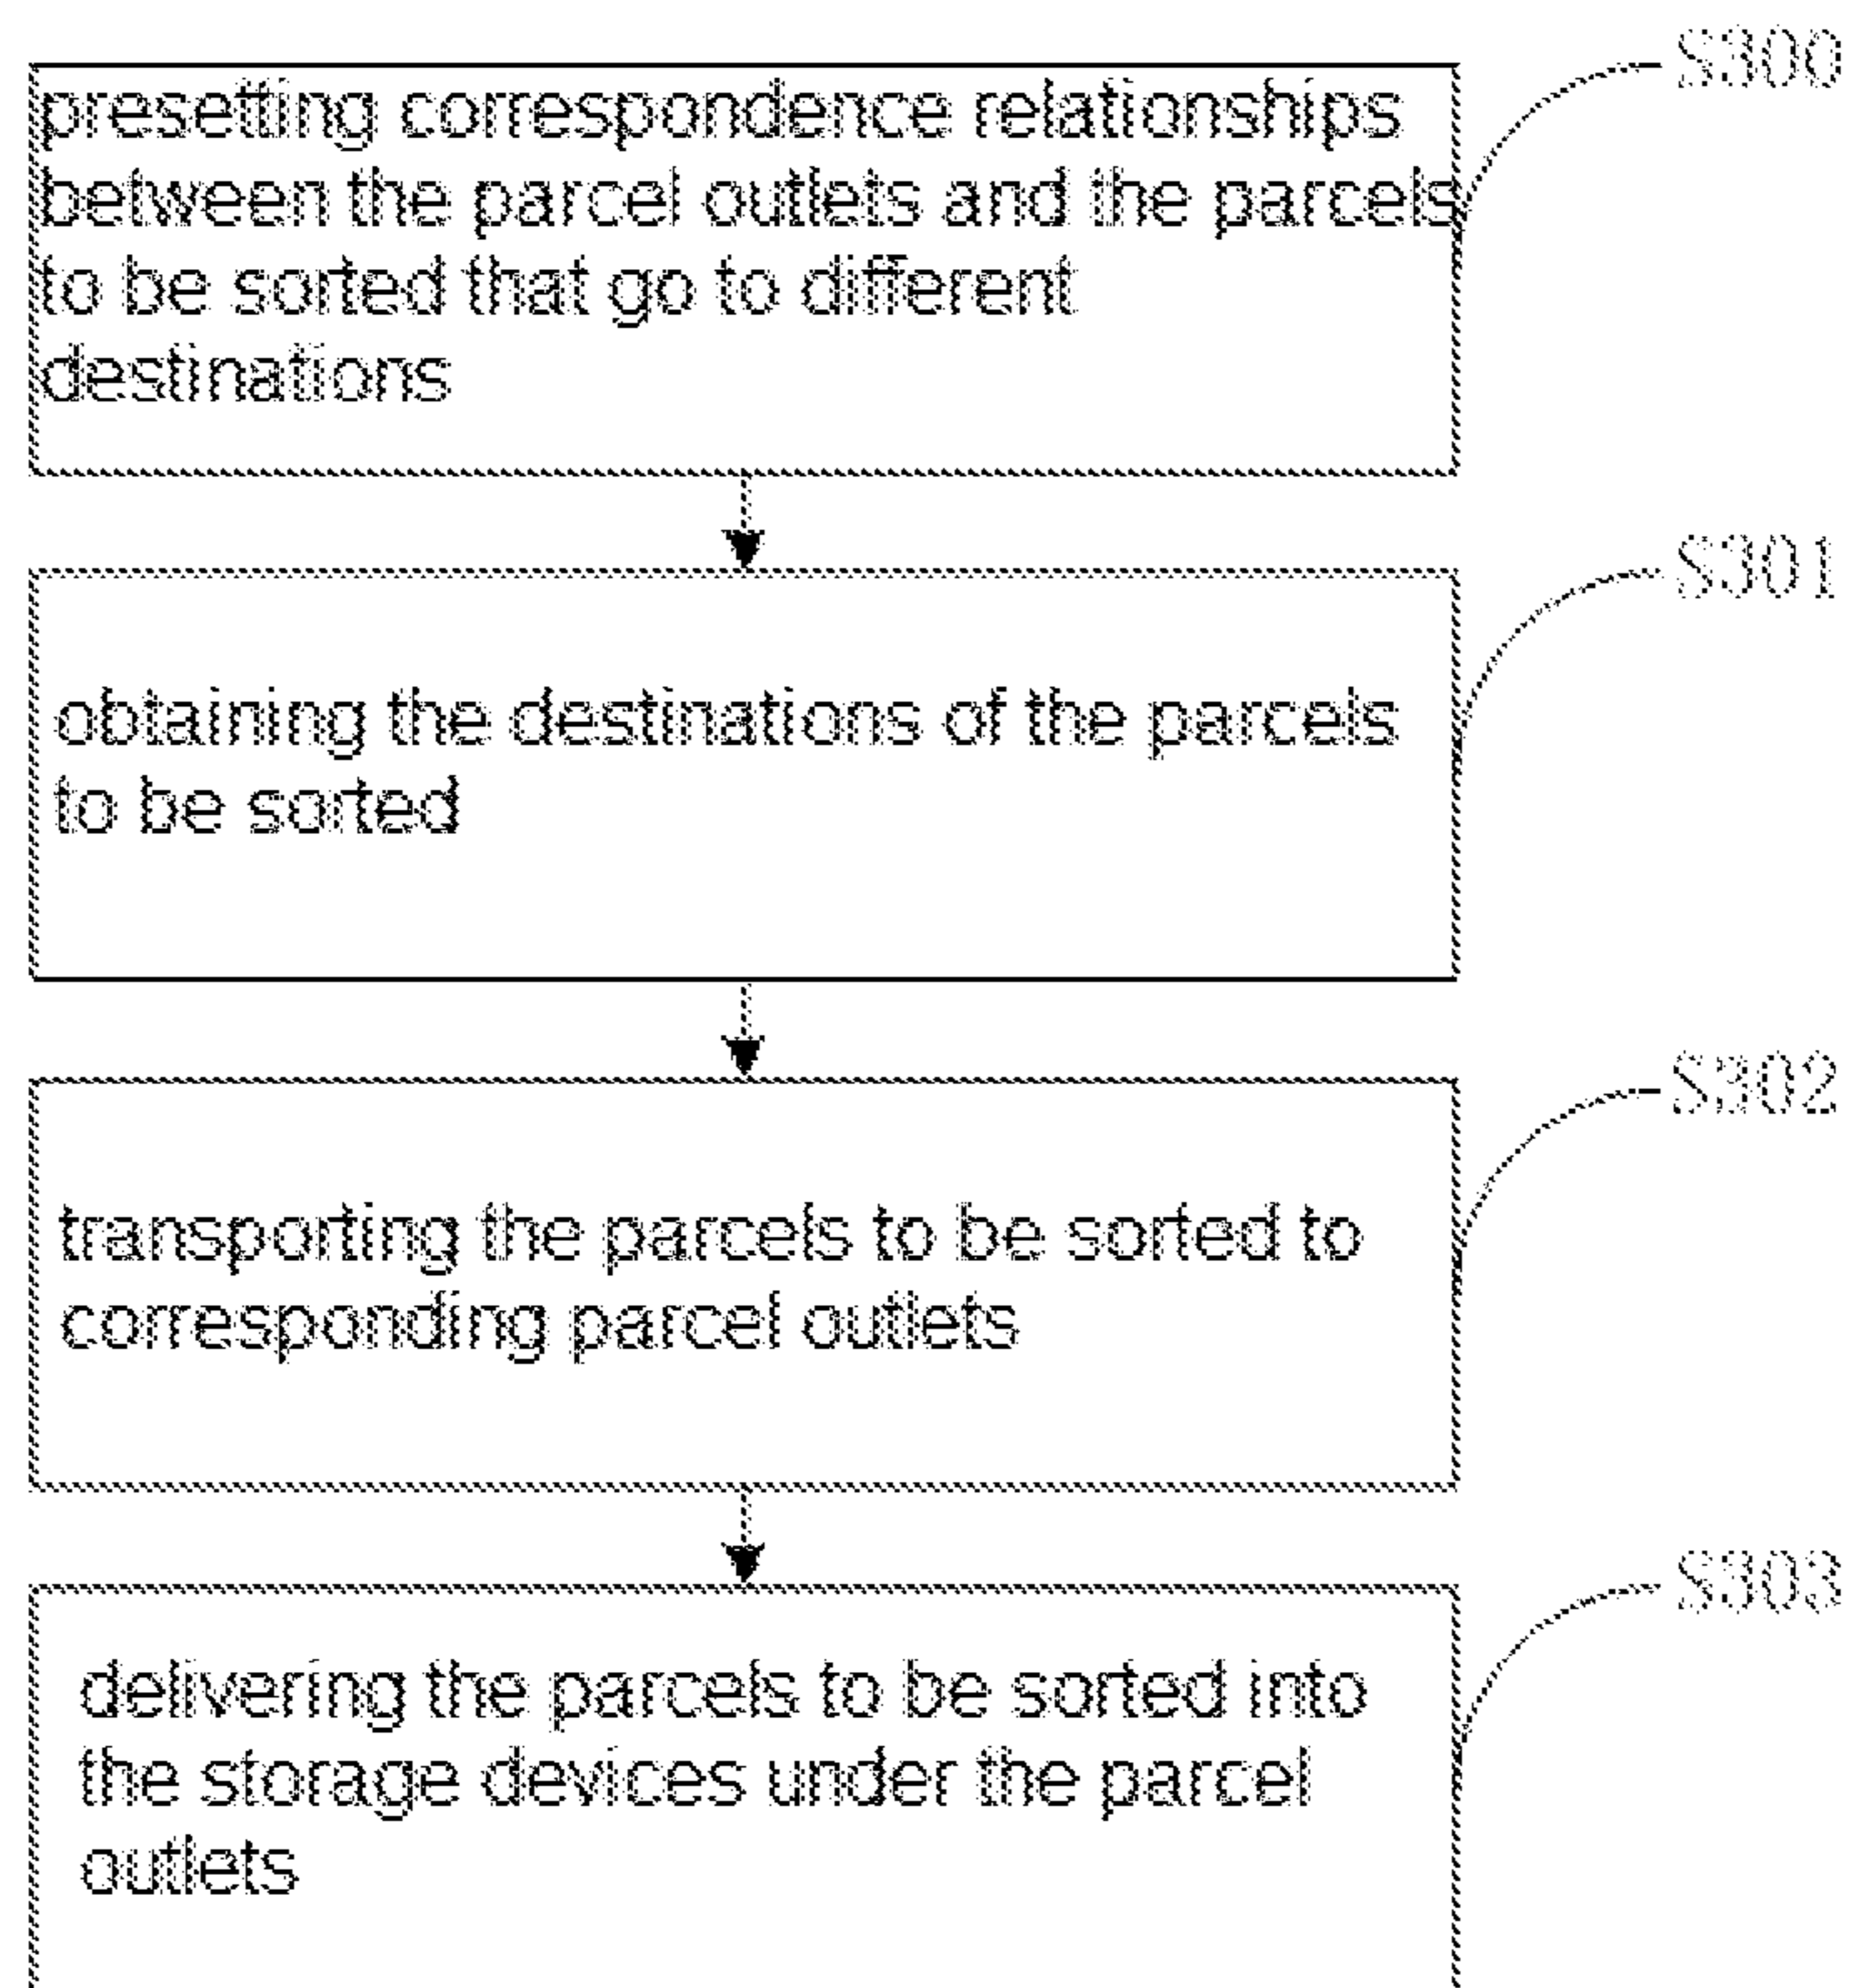 S300
presetting correspondence relationships
between the parcel outlets and the parcels
to be sorted that go to different
destinations
S301
obtaining the destinations of the parcels
to be sorted
S302
transporting the parcels to be sorted to
corresponding parcel outlets
S303
delivering the parcels to be sorted into
the storage devices under the parcel
outlets